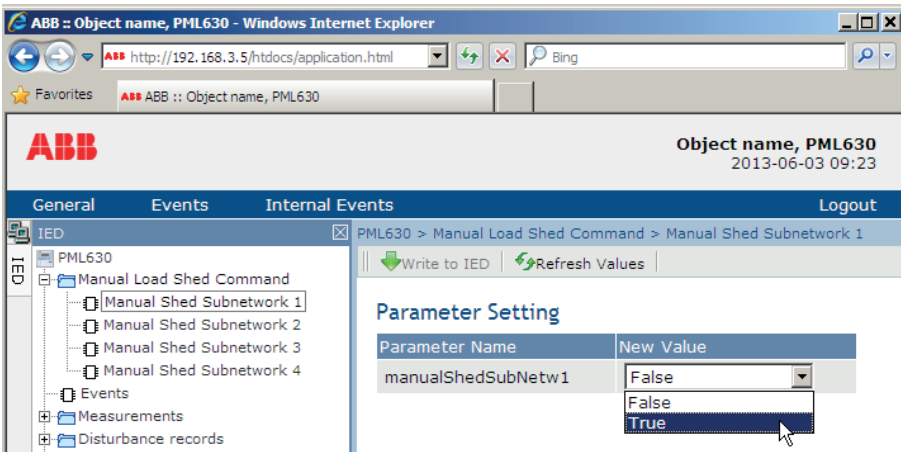 ABB :: Object name, PML630 - Windows Internet Explorer
ABB http://192.168.3.5/htdocs/application.html
Bing
Favorites
ABB ABB :: Object name, PML630
ABB
Object name, PML630
2013-06-03 09:23
General Events Internal Events Logout
IED
IED
PML630 > Manual Load Shed Command > Manual Shed Subnetwork 1
PML630
Manual Load Shed Command
Manual Shed Subnetwork 1
Manual Shed Subnetwork 2
Manual Shed Subnetwork 3
Manual Shed Subnetwork 4
Events
Measurements
Disturbance records
Write to IED Refresh Values
Parameter Setting
Parameter Name New Value
manualShedSubNetw1 False
False
True